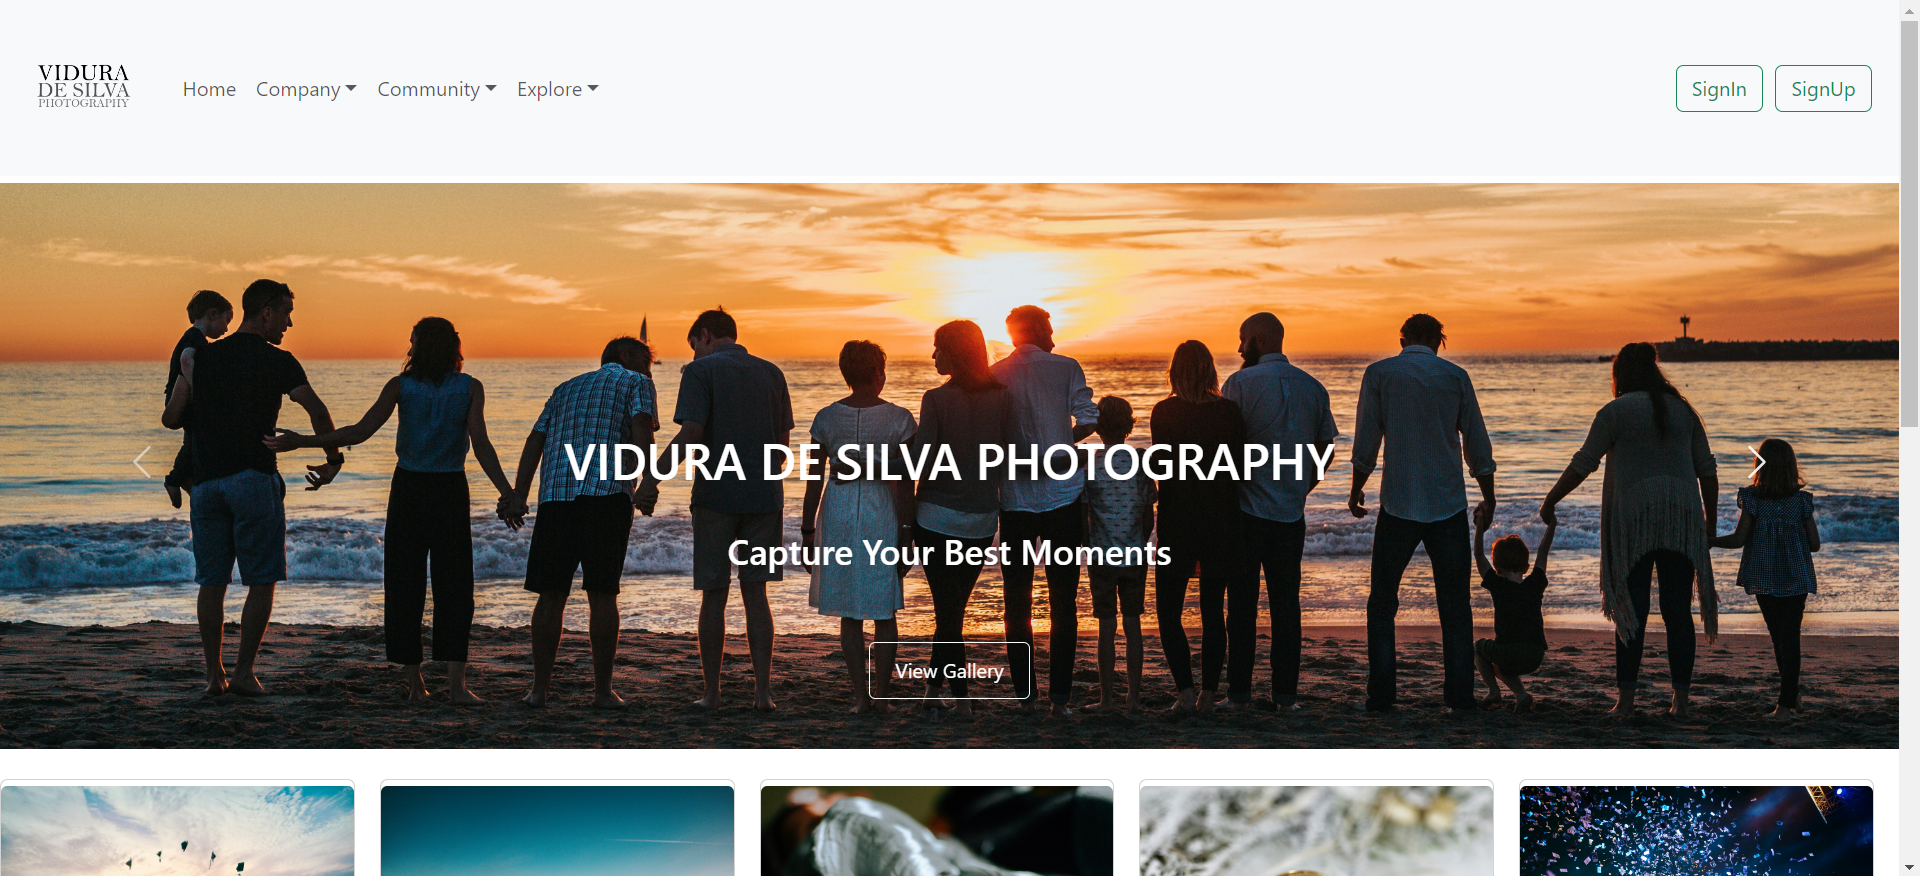 VIDURA
DE SILVA
PHOTOGRAPHY
Home Company Community Explore
SignIn SignUp
VIDURA DE SILVA PHOTOGRAPHY
Capture Your Best Moments
View Gallery